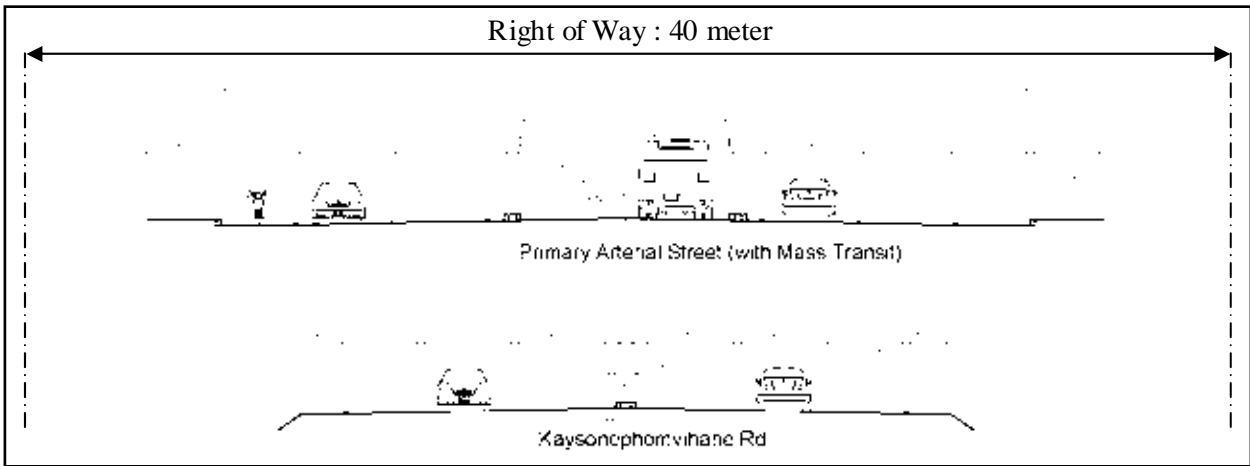 Right of Way : 40 meter
Primary Arterial Street (with Mass Transit)
Kaysonephomvihane Rd